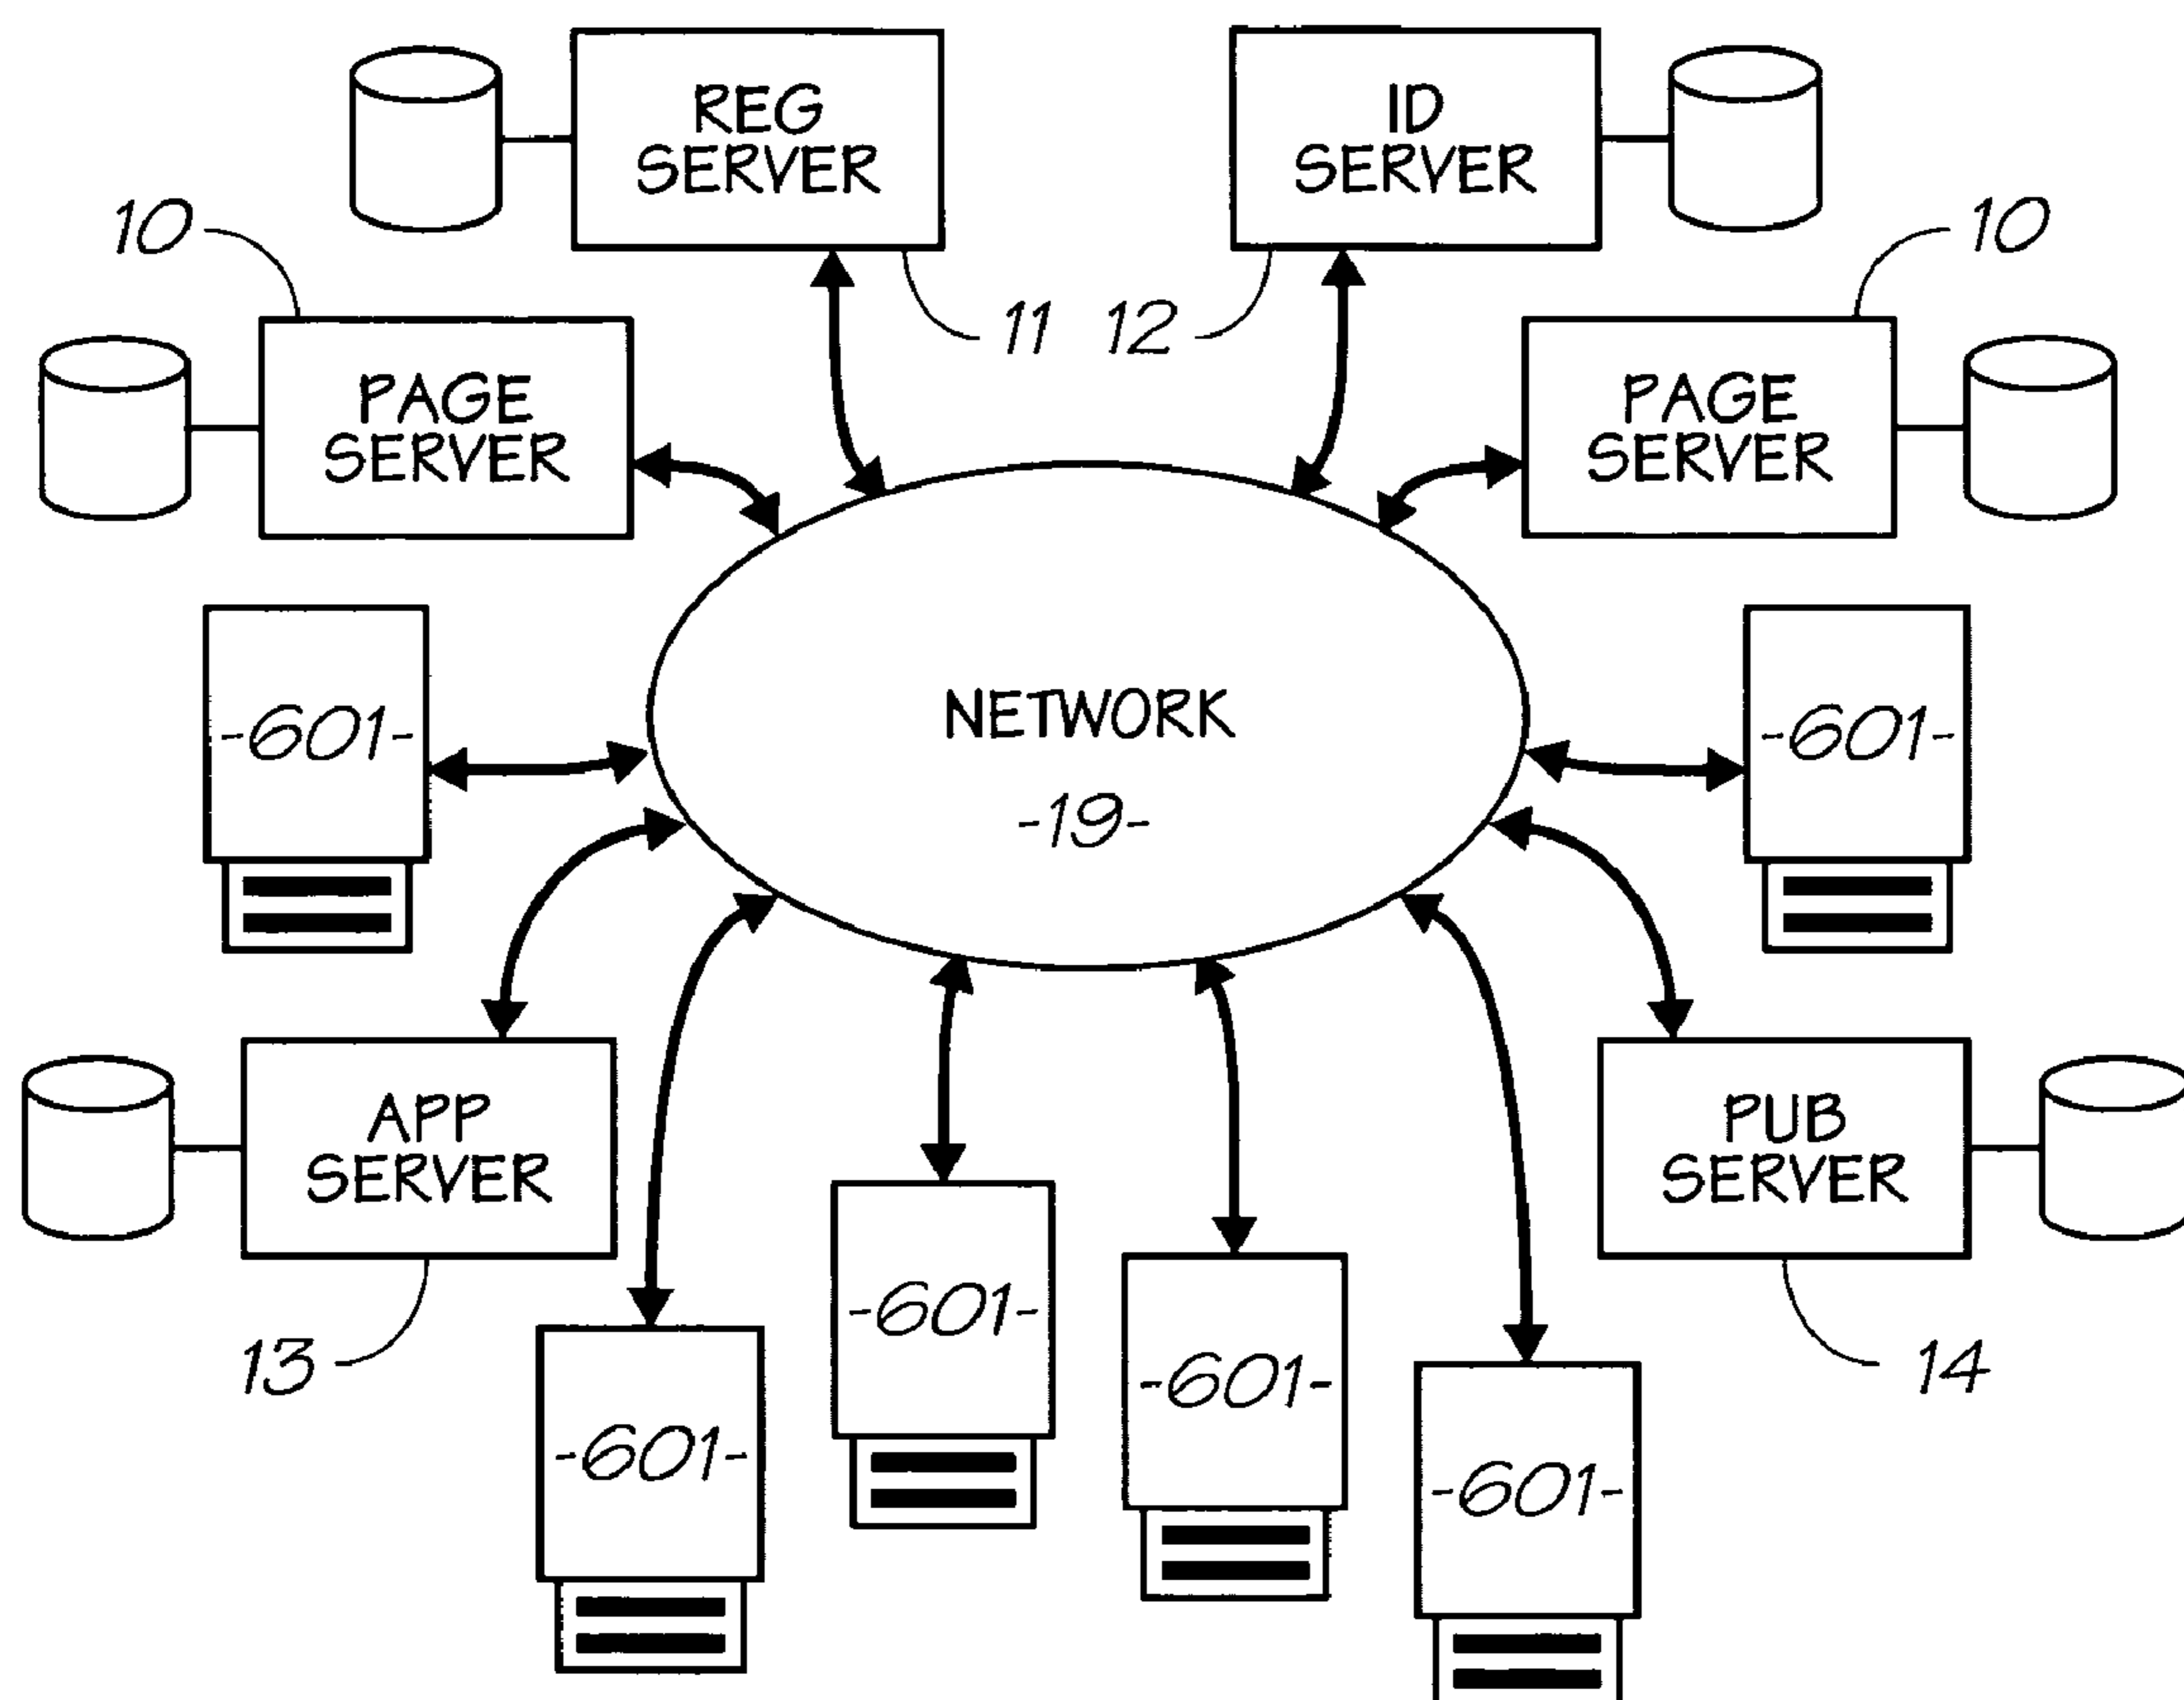 REG
SERVER
ID
SERVER
10
10
11
12
PAGE
SERVER
PAGE
SERVER
-601-
NETWORK
-19-
-601-
APP
SERVER
PUB
SERVER
13
-601-
-601-
-601-
-601-
14